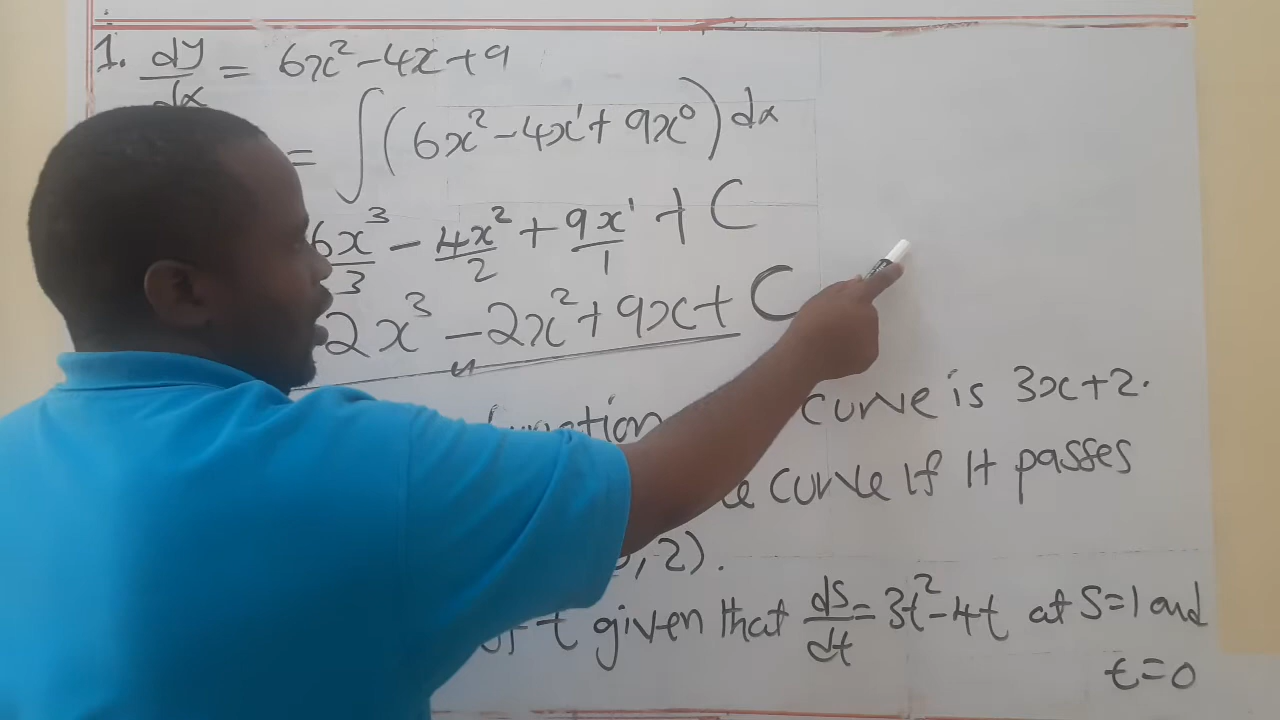 1. dy/dx = 6x² - 4x + 9
= ∫(6x² - 4x¹ + 9x⁰) dx
6x³/3 - 4x²/2 + 9x¹/1 + C
2x³ - 2x² + 9x + C
curve is 3x+2.
curve if it passes
, 2).
of t given that ds/dt = 3t² - 4t at S=1 and
t=0